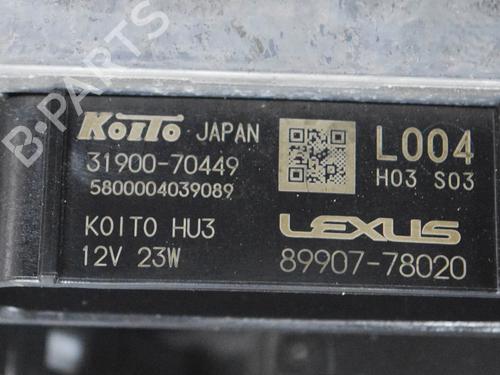 KOITO JAPAN
31900-70449
5800004039089
KOITO HU3
12V 23W
L004
H03 S03
LEXUS
89907-78020
B-PARTS